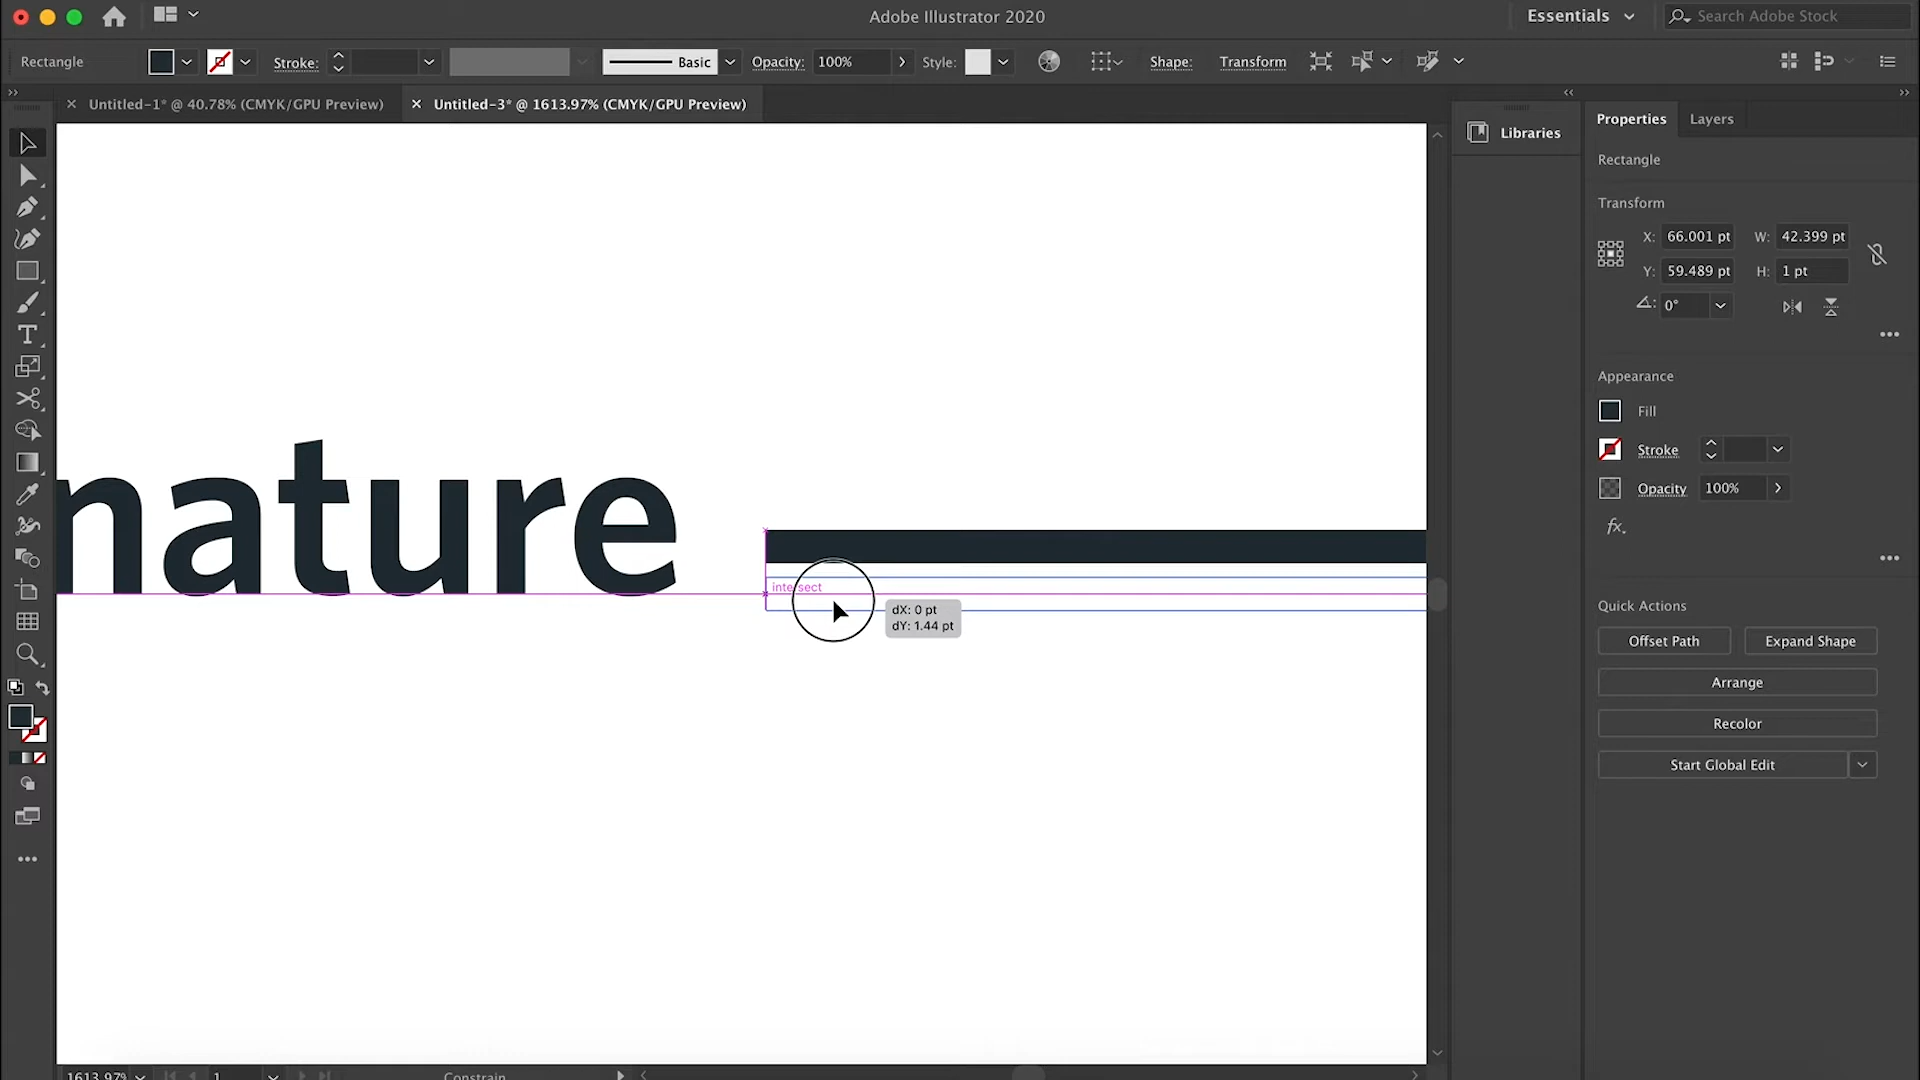 Adobe Illustrator 2020
Essentials
Search Adobe Stock
Rectangle
Stroke:
Basic
Opacity: 100%
Style:
Shape:
Transform
Untitled-1* @ 40.78% (CMYK/GPU Preview)
Untitled-3* @ 1613.97% (CMYK/GPU Preview)
Libraries
Properties
Layers
Rectangle
Transform
X: 66.001 pt W: 42.399 pt
Y: 59.489 pt H: 1 pt
0°
Appearance
Fill
Stroke
Opacity 100%
fx.
nature
intersect
dX: 0 pt
dY: 1.44 pt
Quick Actions
Offset Path
Expand Shape
Arrange
Recolor
Start Global Edit
1613.97%
1
Constrain